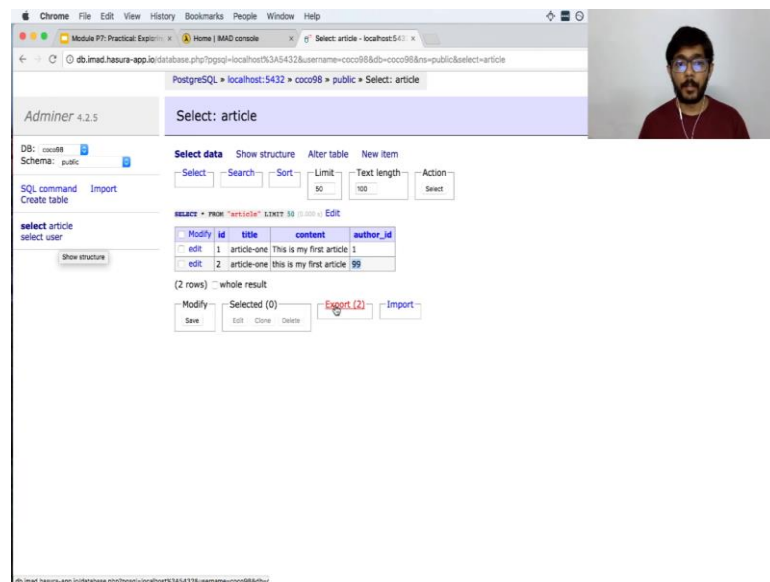 Chrome File Edit View History Bookmarks People Window Help
Module P7: Practical: Explorin
Home | IMAD console
Select: article - localhost:543
db.imad.hasura-app.io/database.php?pgsql=localhost%3A5432&username=coco98&db=coco98&ns=public&select=article
PostgreSQL » localhost:5432 » coco98 » public » Select: article
Adminer 4.2.5
Select: article
DB: coco98
Schema: public
SQL command Import
Create table
select article
select user
Show structure
Select data Show structure Alter table New item
Select Search Sort Limit Text length Action
50 100 Select
SELECT * FROM "article" LIMIT 50 Edit
Modify id title content author_id
edit 1 article-one This is my first article 1
edit 2 article-one this is my first article 99
(2 rows) whole result
Modify Selected (0) Export (2) Import
Save Edit Clone Delete